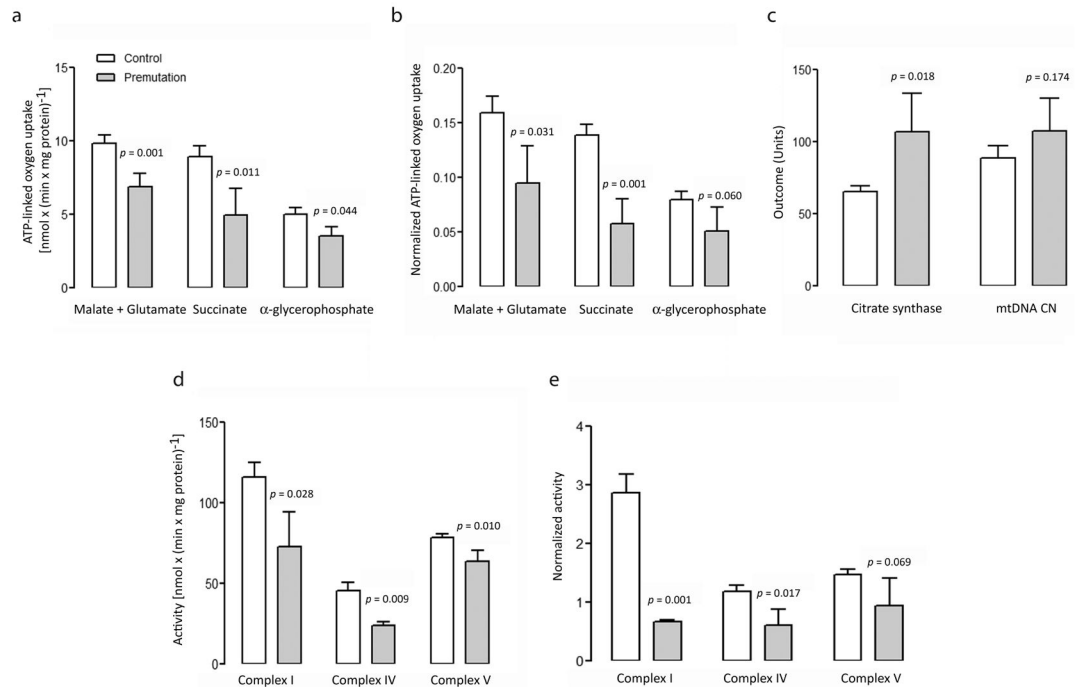 a
Control
Premutation
ATP-linked oxygen uptake
[nmol x (min x mg protein)-1]
15
10
5
0
p = 0.001
p = 0.011
p = 0.044
Malate + Glutamate Succinate α-glycerophosphate
b
Normalized ATP-linked oxygen uptake
0.20
0.15
0.10
0.05
0.00
p = 0.031
p = 0.001
p = 0.060
Malate + Glutamate Succinate α-glycerophosphate
c
Outcome (Units)
150
100
50
0
p = 0.018
p = 0.174
Citrate synthase mtDNA CN
d
Activity [nmol x (min x mg protein)-1]
150
100
50
0
p = 0.028
p = 0.009
p = 0.010
Complex I Complex IV Complex V
e
Normalized activity
4
3
2
1
0
p = 0.001
p = 0.017
p = 0.069
Complex I Complex IV Complex V